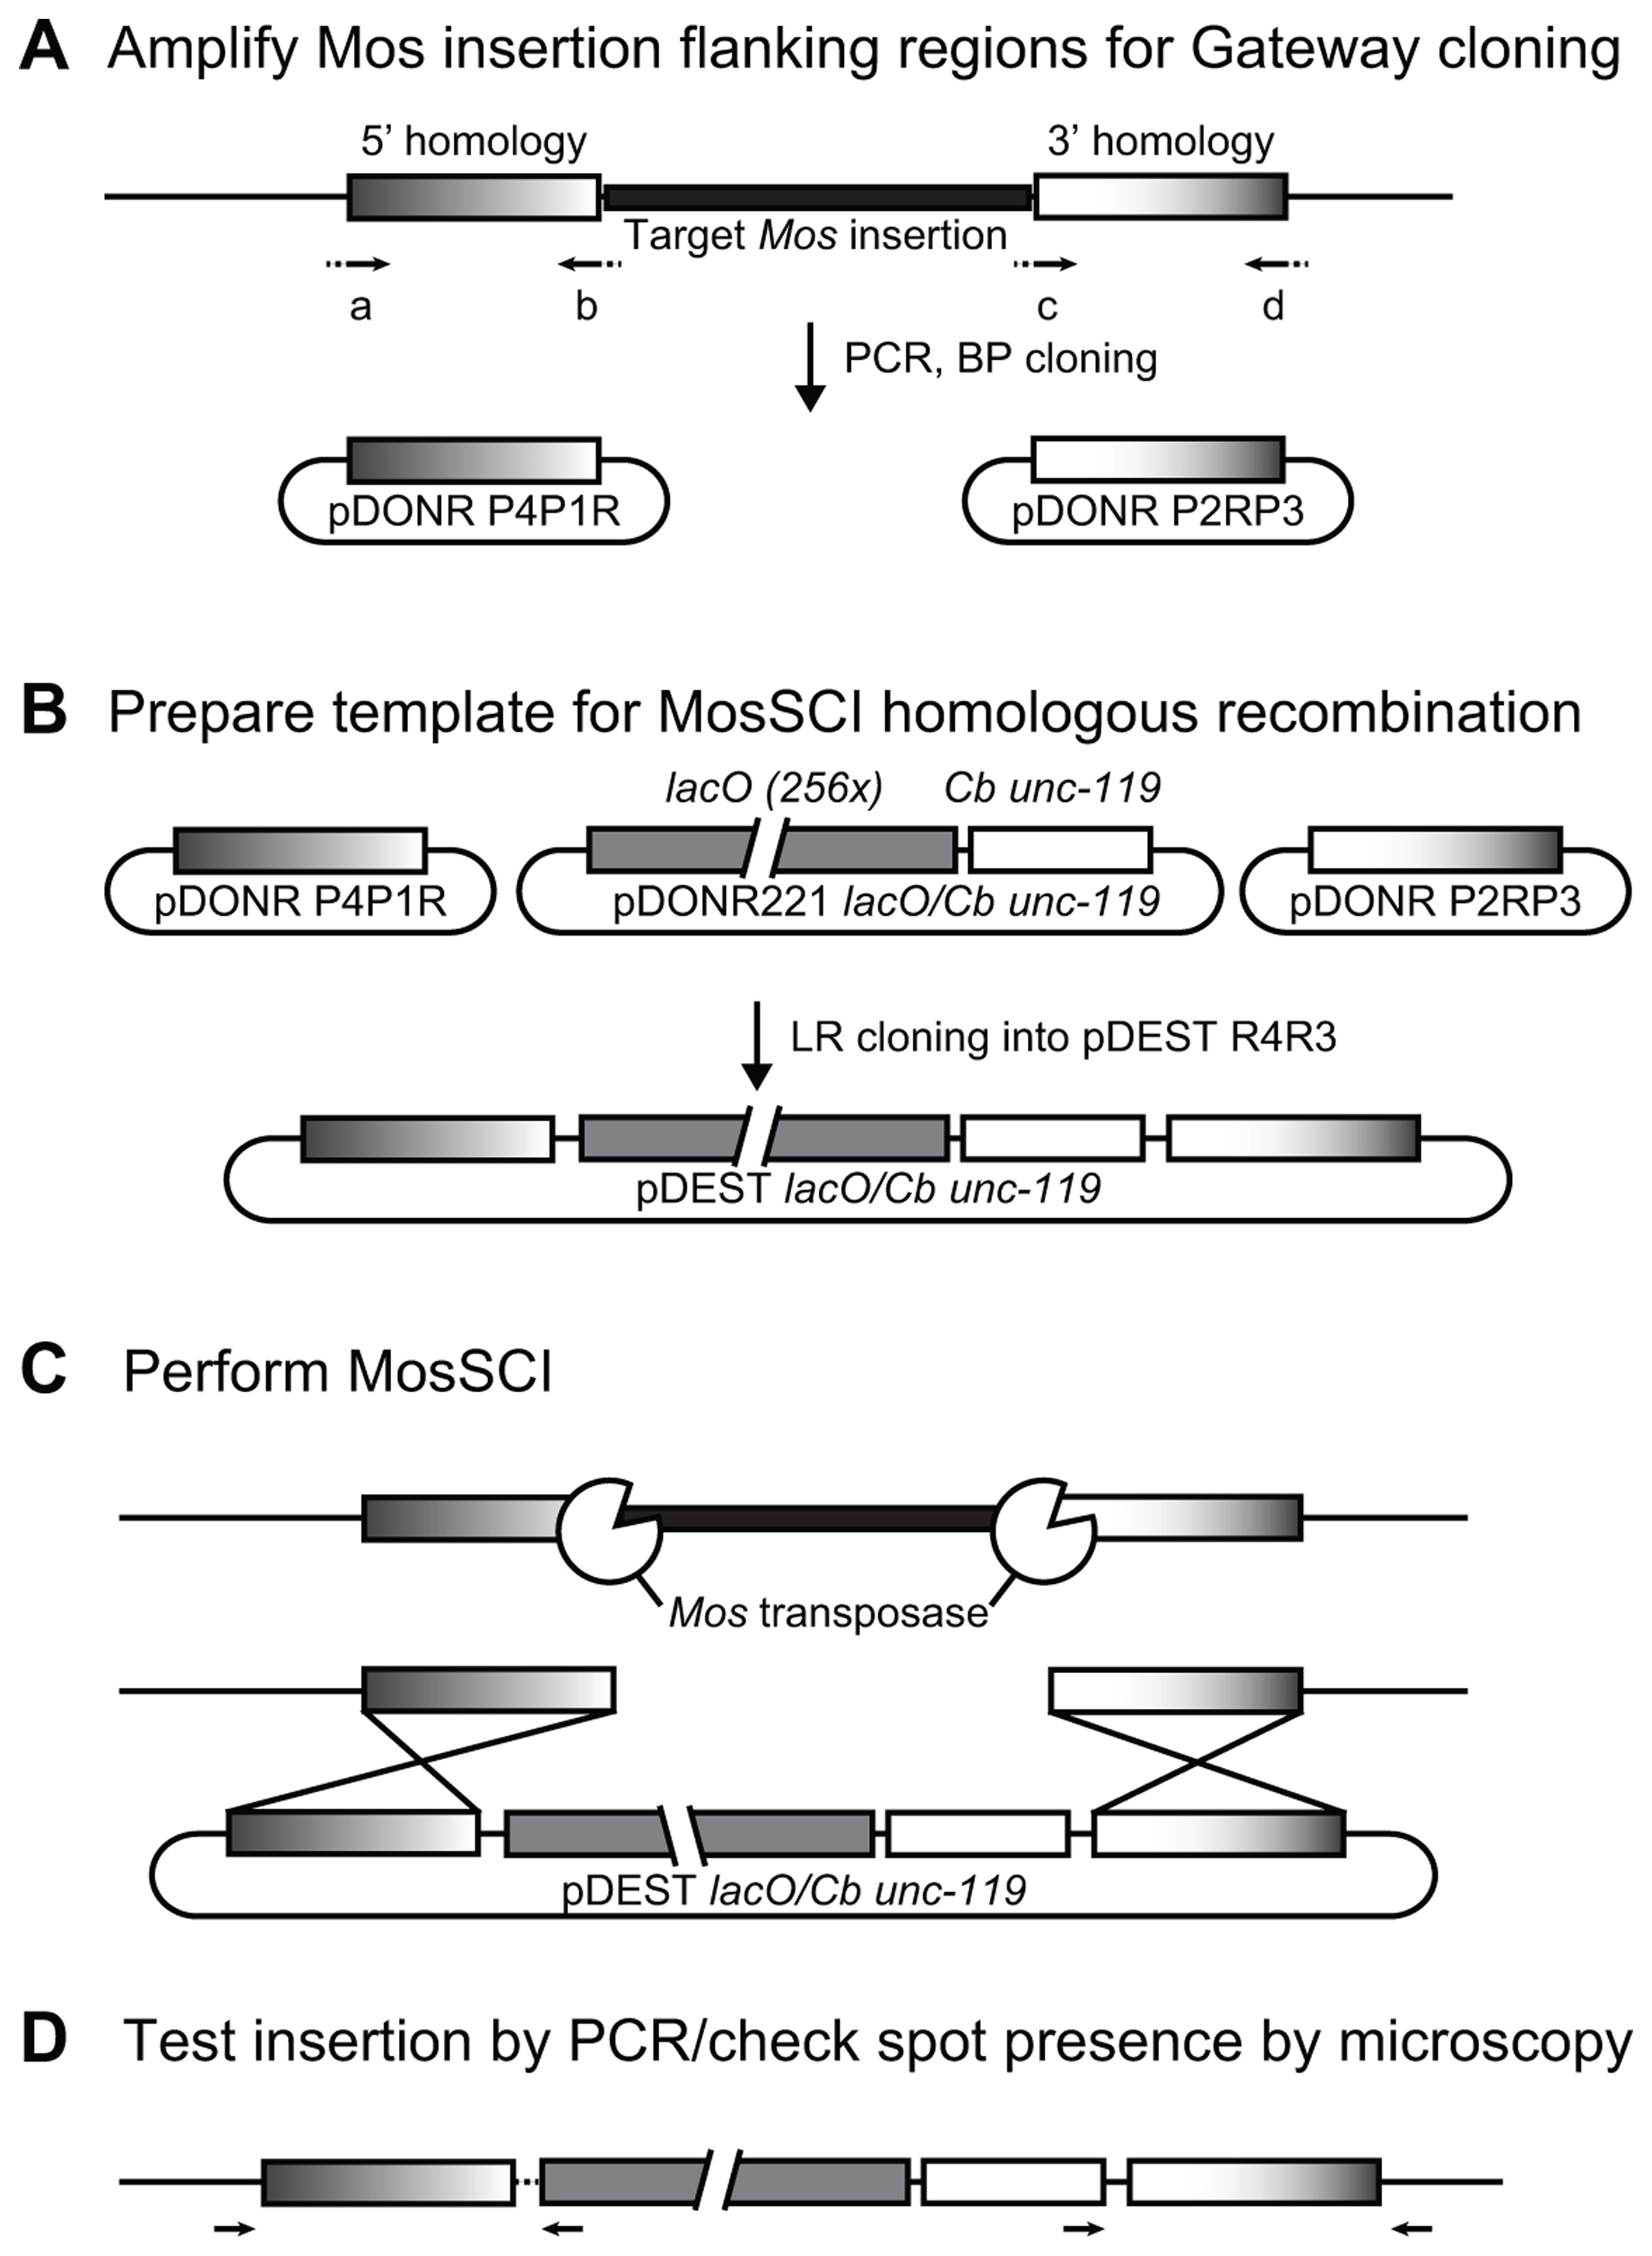 A Amplify Mos insertion flanking regions for Gateway cloning
5’ homology 3’ homology
Target Mos insertion
a b c d
PCR, BP cloning
pDONR P4P1R pDONR P2RP3
B Prepare template for MosSCI homologous recombination
lacO (256x) Cb unc-119
pDONR P4P1R pDONR221 lacO/Cb unc-119 pDONR P2RP3
LR cloning into pDEST R4R3
pDEST lacO/Cb unc-119
C Perform MosSCI
Mos transposase
pDEST lacO/Cb unc-119
D Test insertion by PCR/check spot presence by microscopy